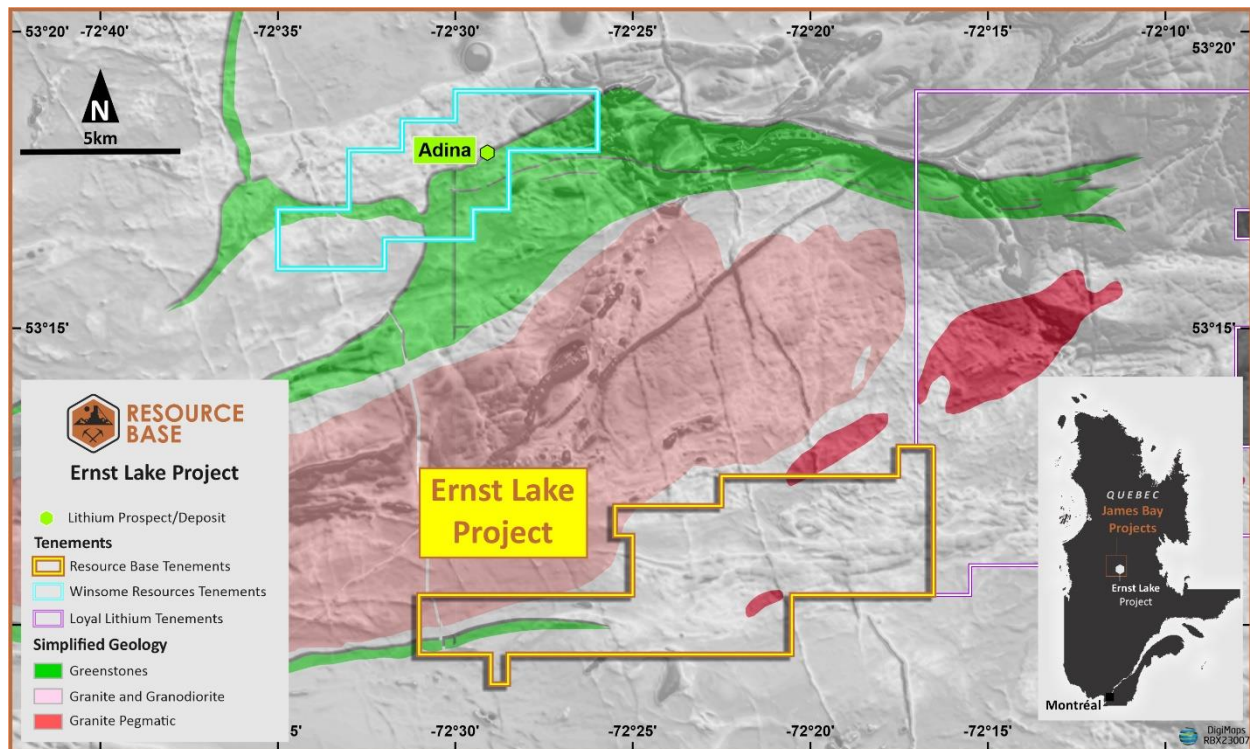 53°20' -72°40' -72°35' -72°30' -72°25' -72°20' -72°15' -72°10'
53°20'
N
5km
Adina
53°15' 53°15'
RESOURCE
BASE
Ernst Lake Project
Lithium Prospect/Deposit
Tenements
Resource Base Tenements
Winsome Resources Tenements
Loyal Lithium Tenements
Simplified Geology
Greenstones
Granite and Granodiorite
Granite Pegmatic
Ernst Lake
Project
QUEBEC
James Bay
Projects
Ernst Lake
Project
Montréal
-72°30' -72°25' -72°20' -72°15'
DigiMaps
RBX23007